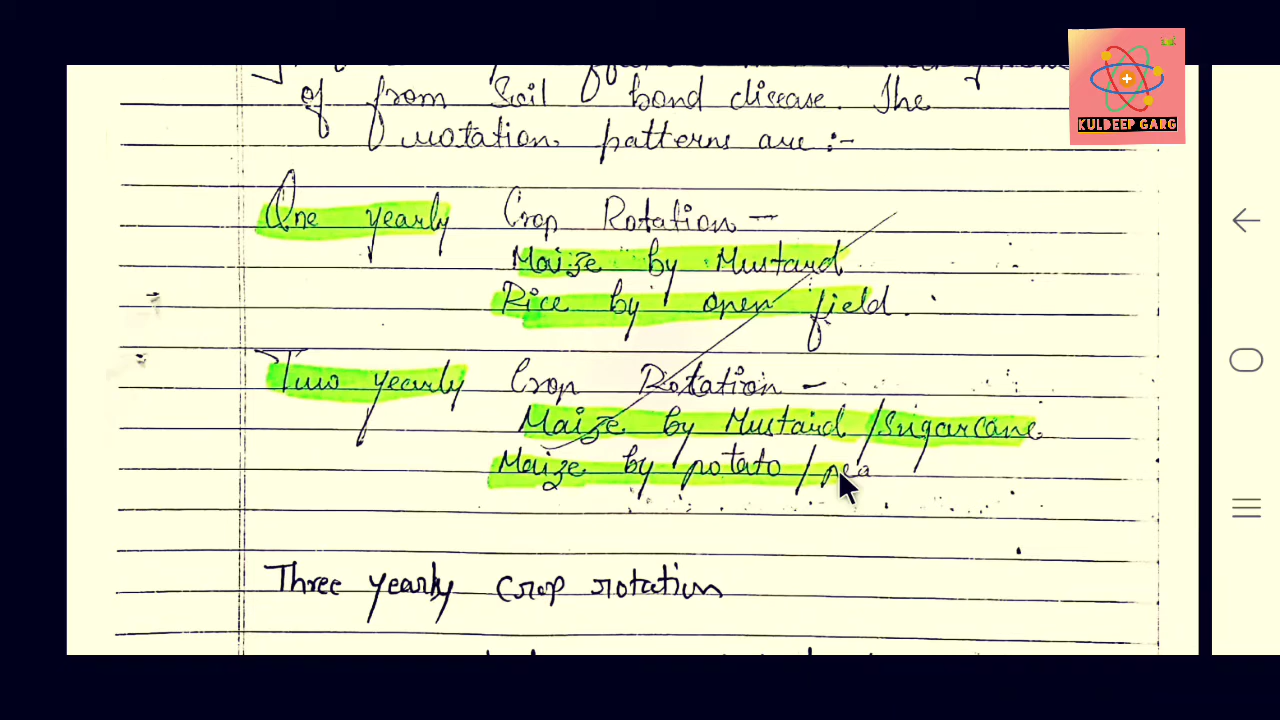 of from Soil bond disease. The
rotation patterns are :-
One yearly Crop Rotation -
Maize by Mustard
Rice by open field.
Two yearly Crop Rotation -
Maize by Mustard / Sugarcane
Maize by potato / pea
Three yearly crop rotation
KULDEEP GARG